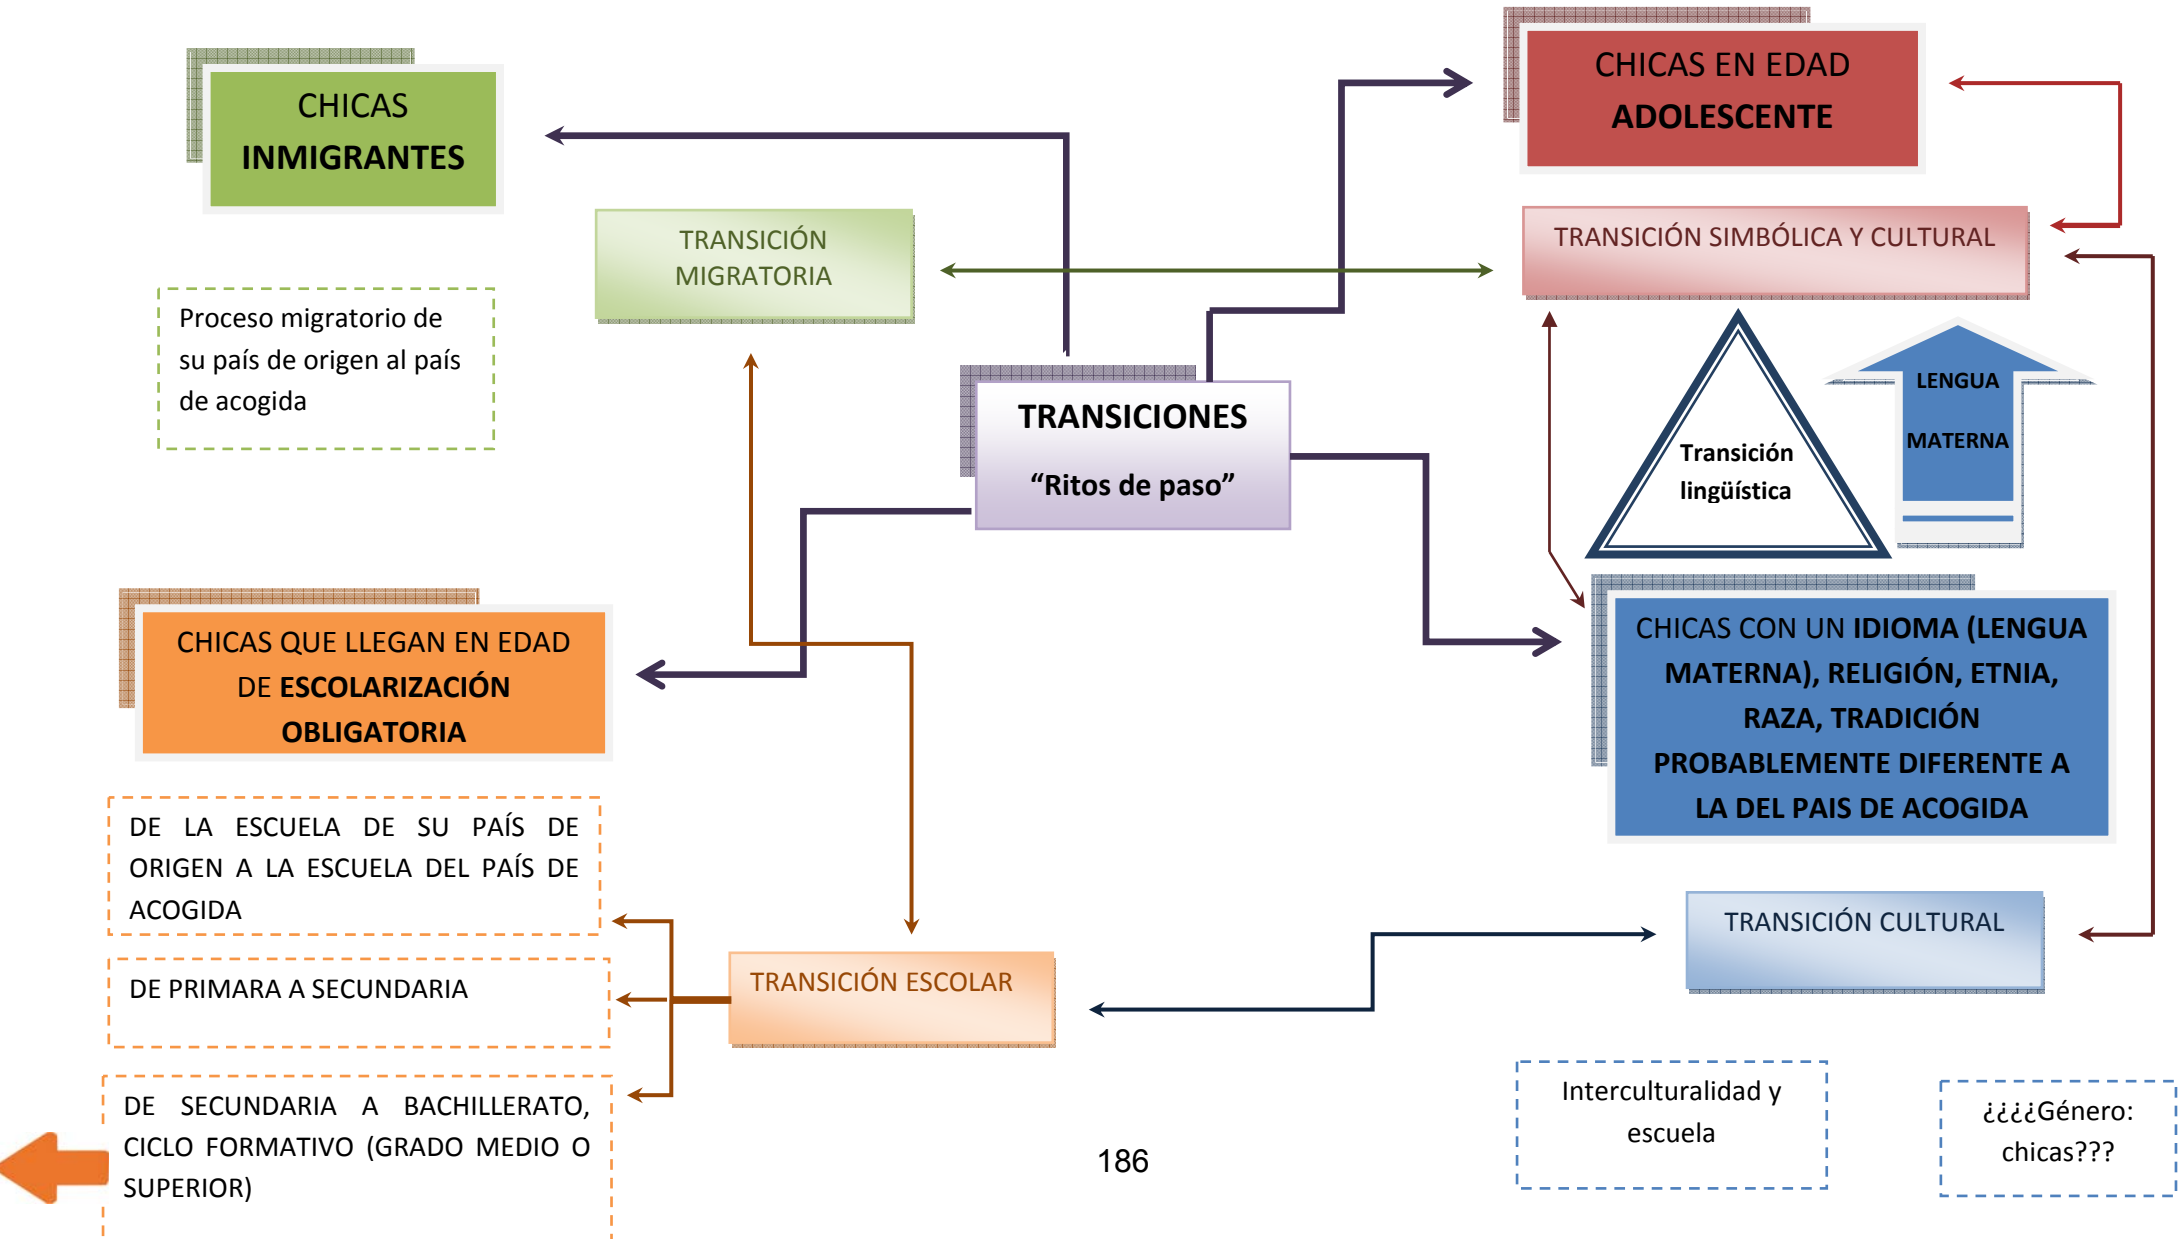 CHICAS
INMIGRANTES
CHICAS EN EDAD
ADOLESCENTE
TRANSICIÓN
MIGRATORIA
TRANSICIÓN SIMBÓLICA Y CULTURAL
Proceso migratorio de
su país de origen al país
de acogida
TRANSICIONES
“Ritos de paso”
Transición
lingüística
LENGUA
MATERNA
CHICAS QUE LLEGAN EN EDAD
DE ESCOLARIZACIÓN
OBLIGATORIA
CHICAS CON UN IDIOMA (LENGUA
MATERNA), RELIGIÓN, ETNIA,
RAZA, TRADICIÓN
PROBABLEMENTE DIFERENTE A
LA DEL PAIS DE ACOGIDA
DE LA ESCUELA DE SU PAÍS DE
ORIGEN A LA ESCUELA DEL PAÍS DE
ACOGIDA
DE PRIMARA A SECUNDARIA
DE SECUNDARIA A BACHILLERATO,
CICLO FORMATIVO (GRADO MEDIO O
SUPERIOR)
TRANSICIÓN ESCOLAR
TRANSICIÓN CULTURAL
Interculturalidad y
escuela
¿¿¿¿Género:
chicas???
186